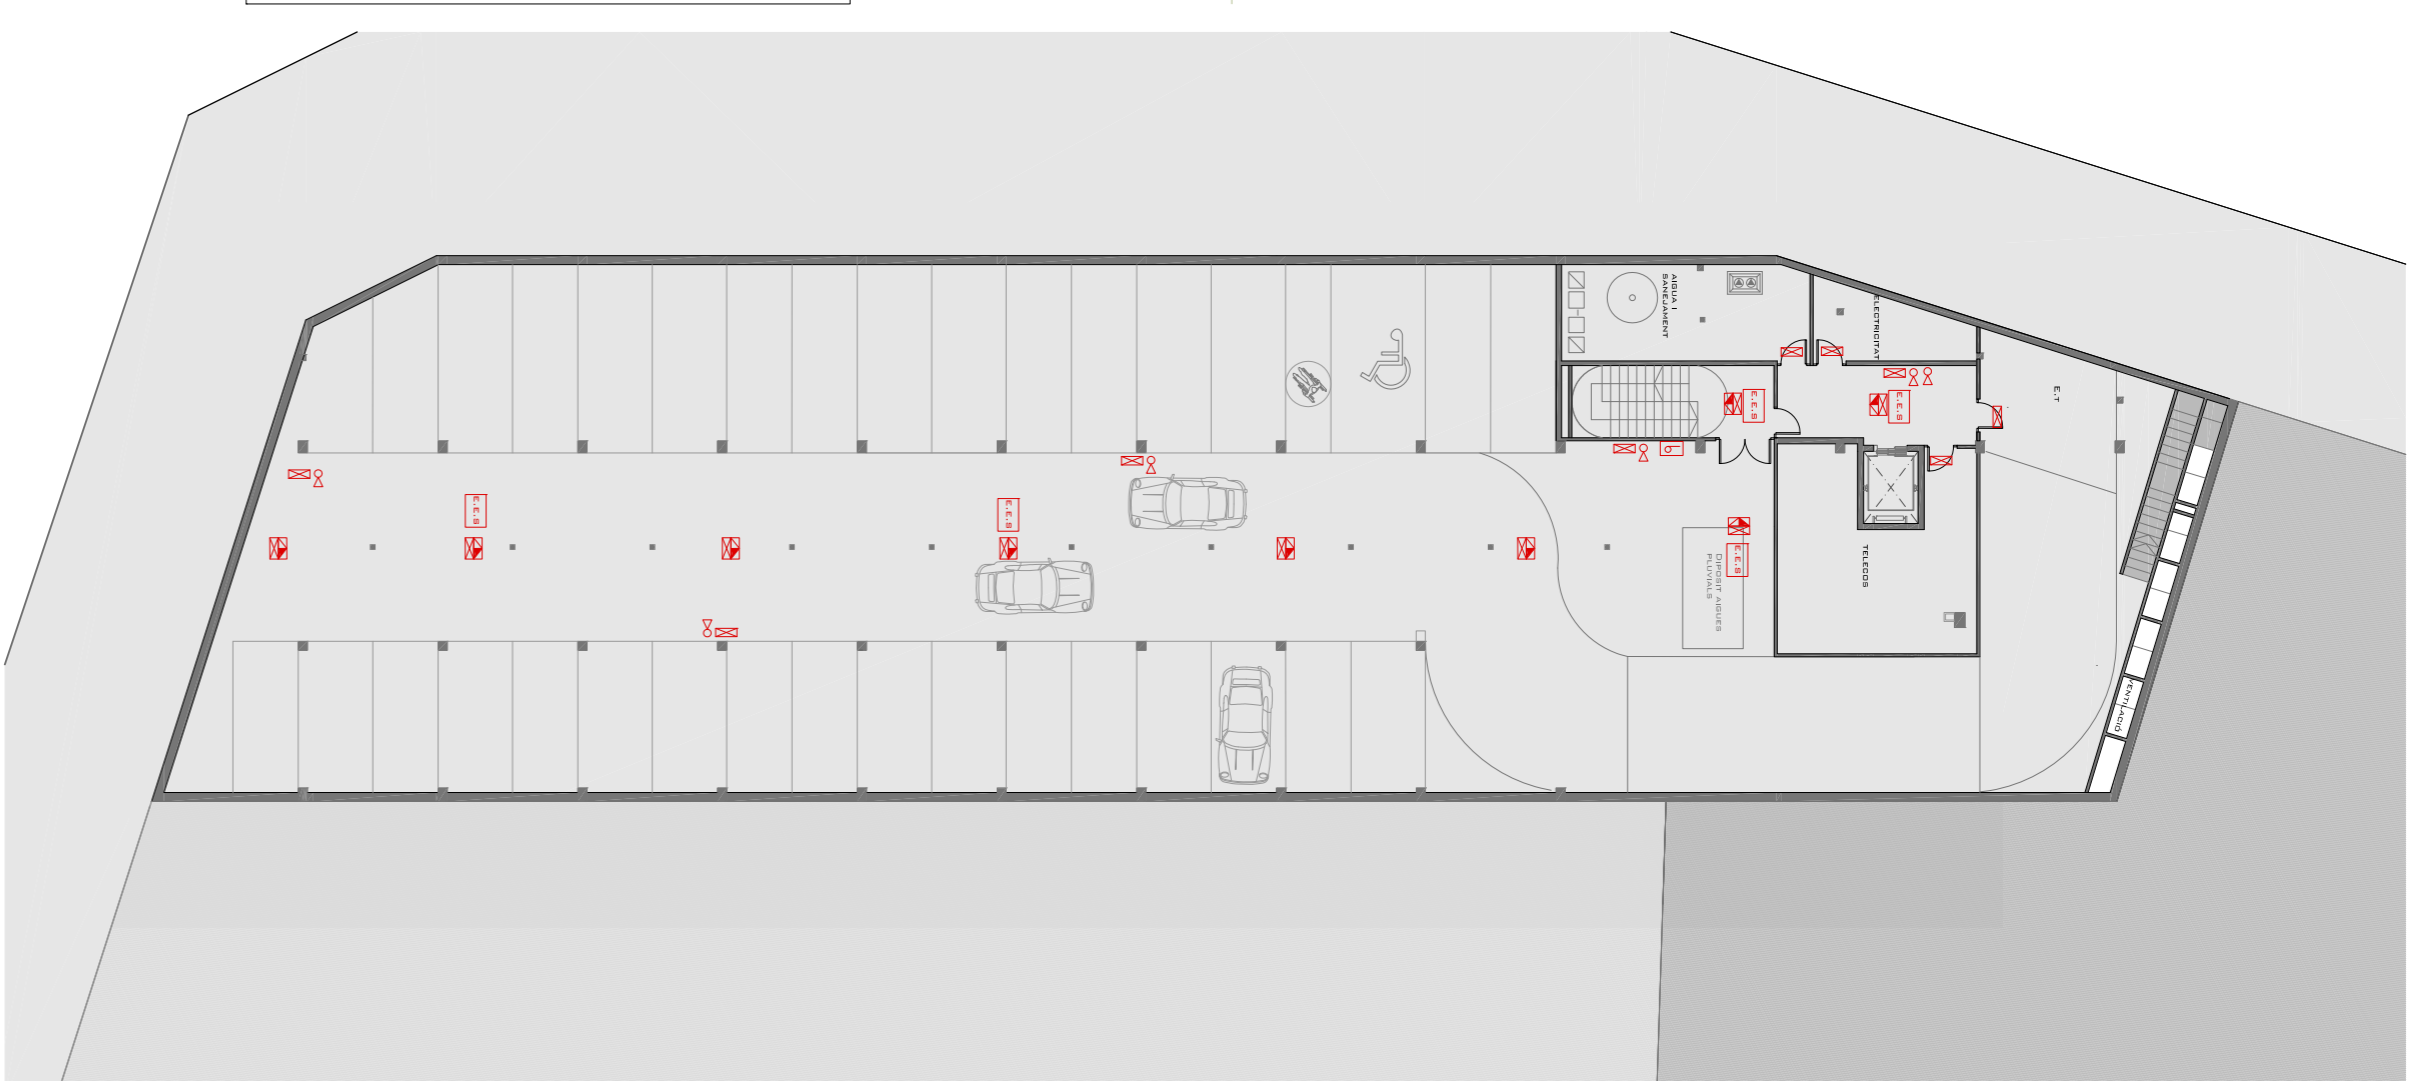 AIGUA I
SANEJAMENT
ELECTRICITAT
E.T
E.E.S
E.E.S
E.E.S
E.E.S
E.E.S
DIPOSIT AIGUES
PLUVIALS
TELECOS
VENTILACIÓ